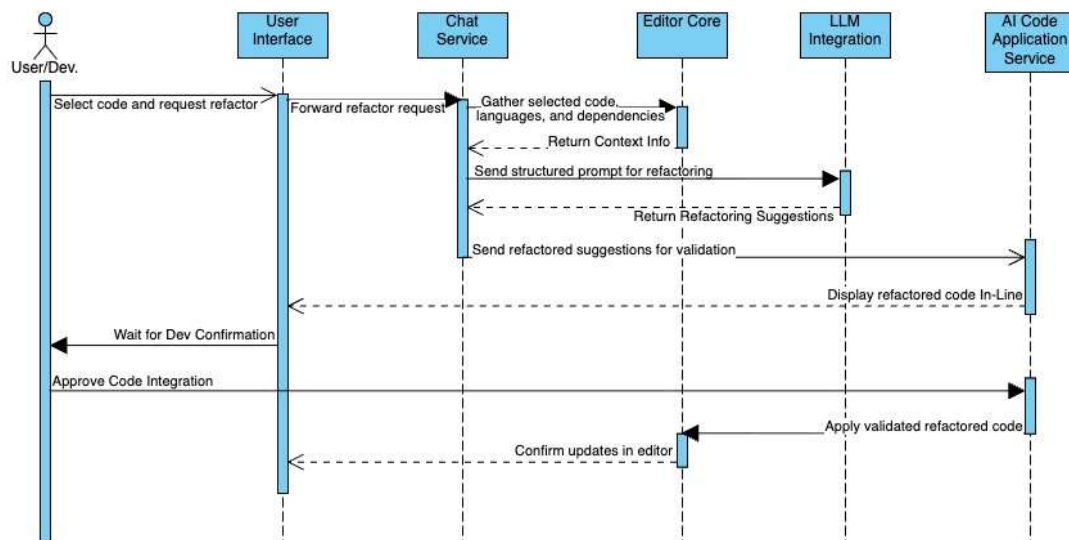 User/Dev.
User
Interface
Chat
Service
Editor Core
LLM
Integration
AI Code
Application
Service
Select code and request refactor
Forward refactor request
Gather selected code,
languages, and dependencies
Return Context Info
Send structured prompt for refactoring
Return Refactoring Suggestions
Send refactored suggestions for validation
Display refactored code In-Line
Wait for Dev Confirmation
Approve Code Integration
Apply validated refactored code
Confirm updates in editor